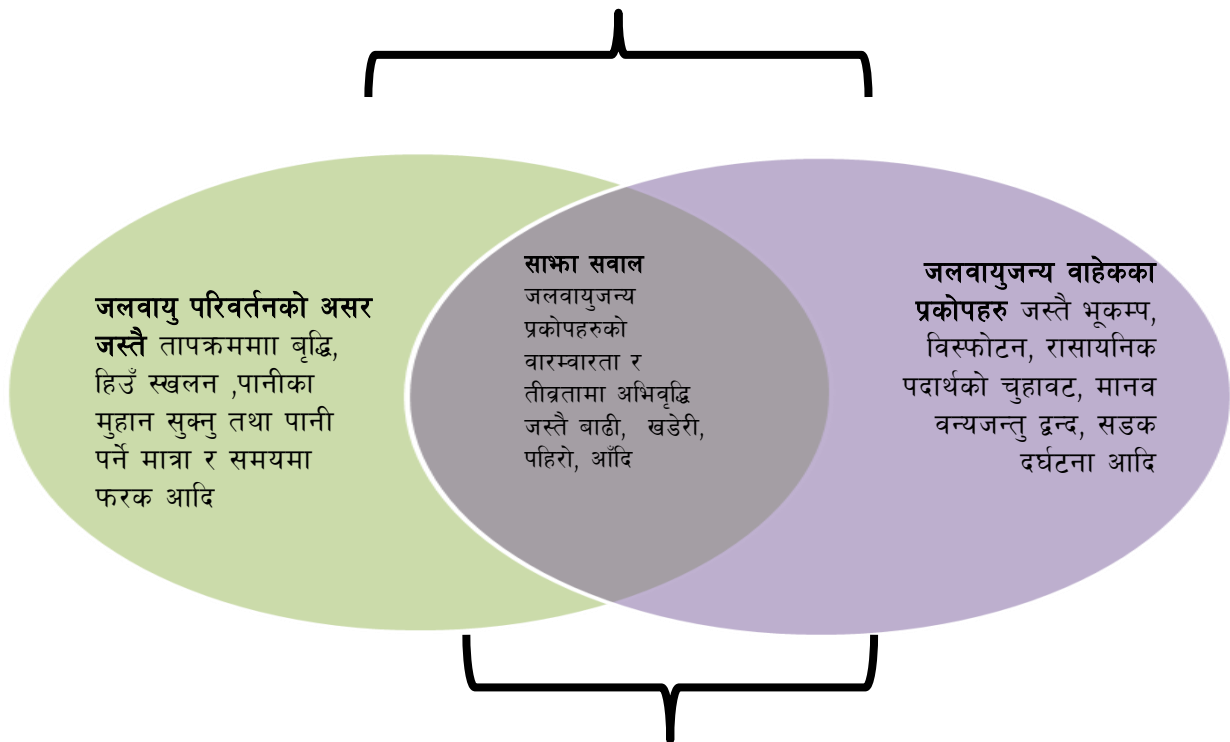 जलवायु परिवर्तनको असर
जस्तै तापक्रममाा बृद्धि,
हिउँ स्खलन ,पानीका
मुहान सुक्नु तथा पानी
पर्ने मात्रा र समयमा
फरक आदि
साझा सवाल
जलवायुजन्य
प्रकोपहरुको
वारम्वारता र
तीव्रतामा अभिवृद्धि
जस्तै बाढी, खडेरी,
पहिरो, आँदि
जलवायुजन्य वाहेकका
प्रकोपहरु जस्तै भूकम्प,
विस्फोटन, रासायनिक
पदार्थको चुहावट, मानव
वन्यजन्तु द्वन्द, सडक
दर्घटना आदि